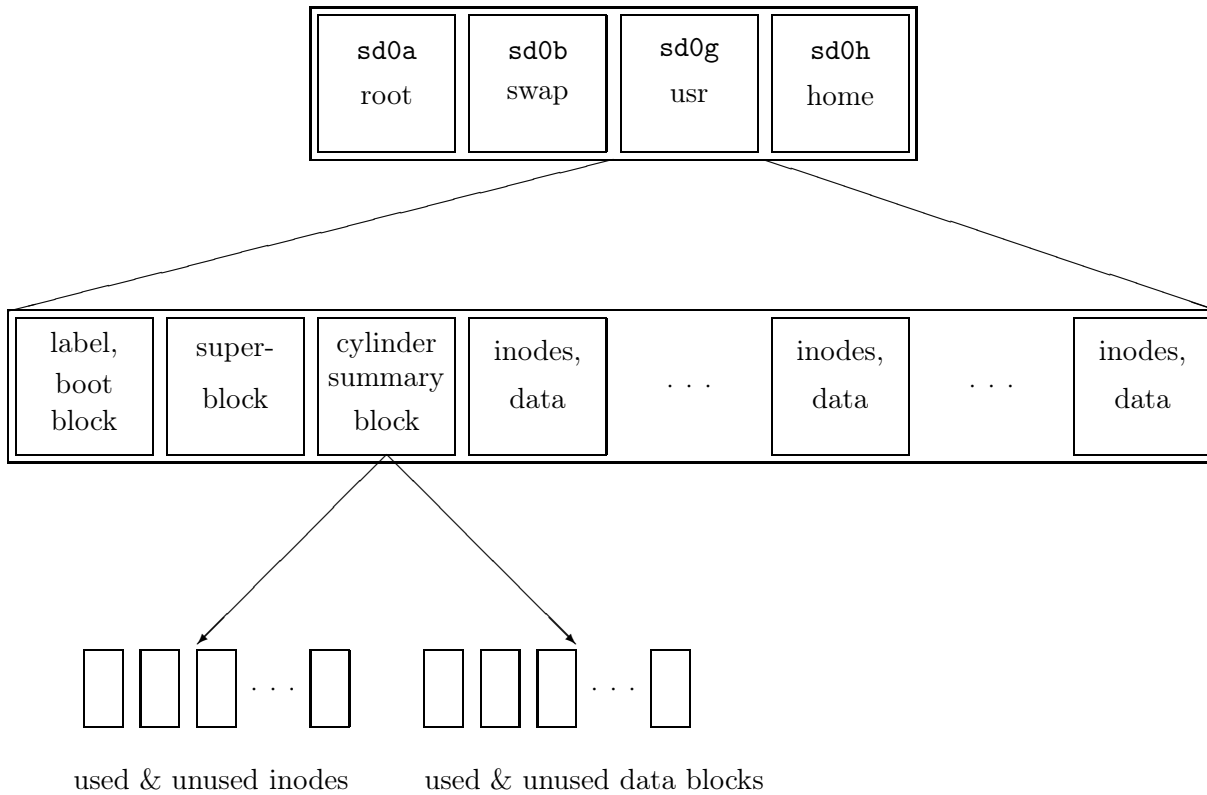 sd0a
root
sd0b
swap
sd0g
usr
sd0h
home
label,
boot
block
super-
block
cylinder
summary
block
inodes,
data
. . .
inodes,
data
. . .
inodes,
data
. . .
. . .
used & unused inodes
used & unused data blocks